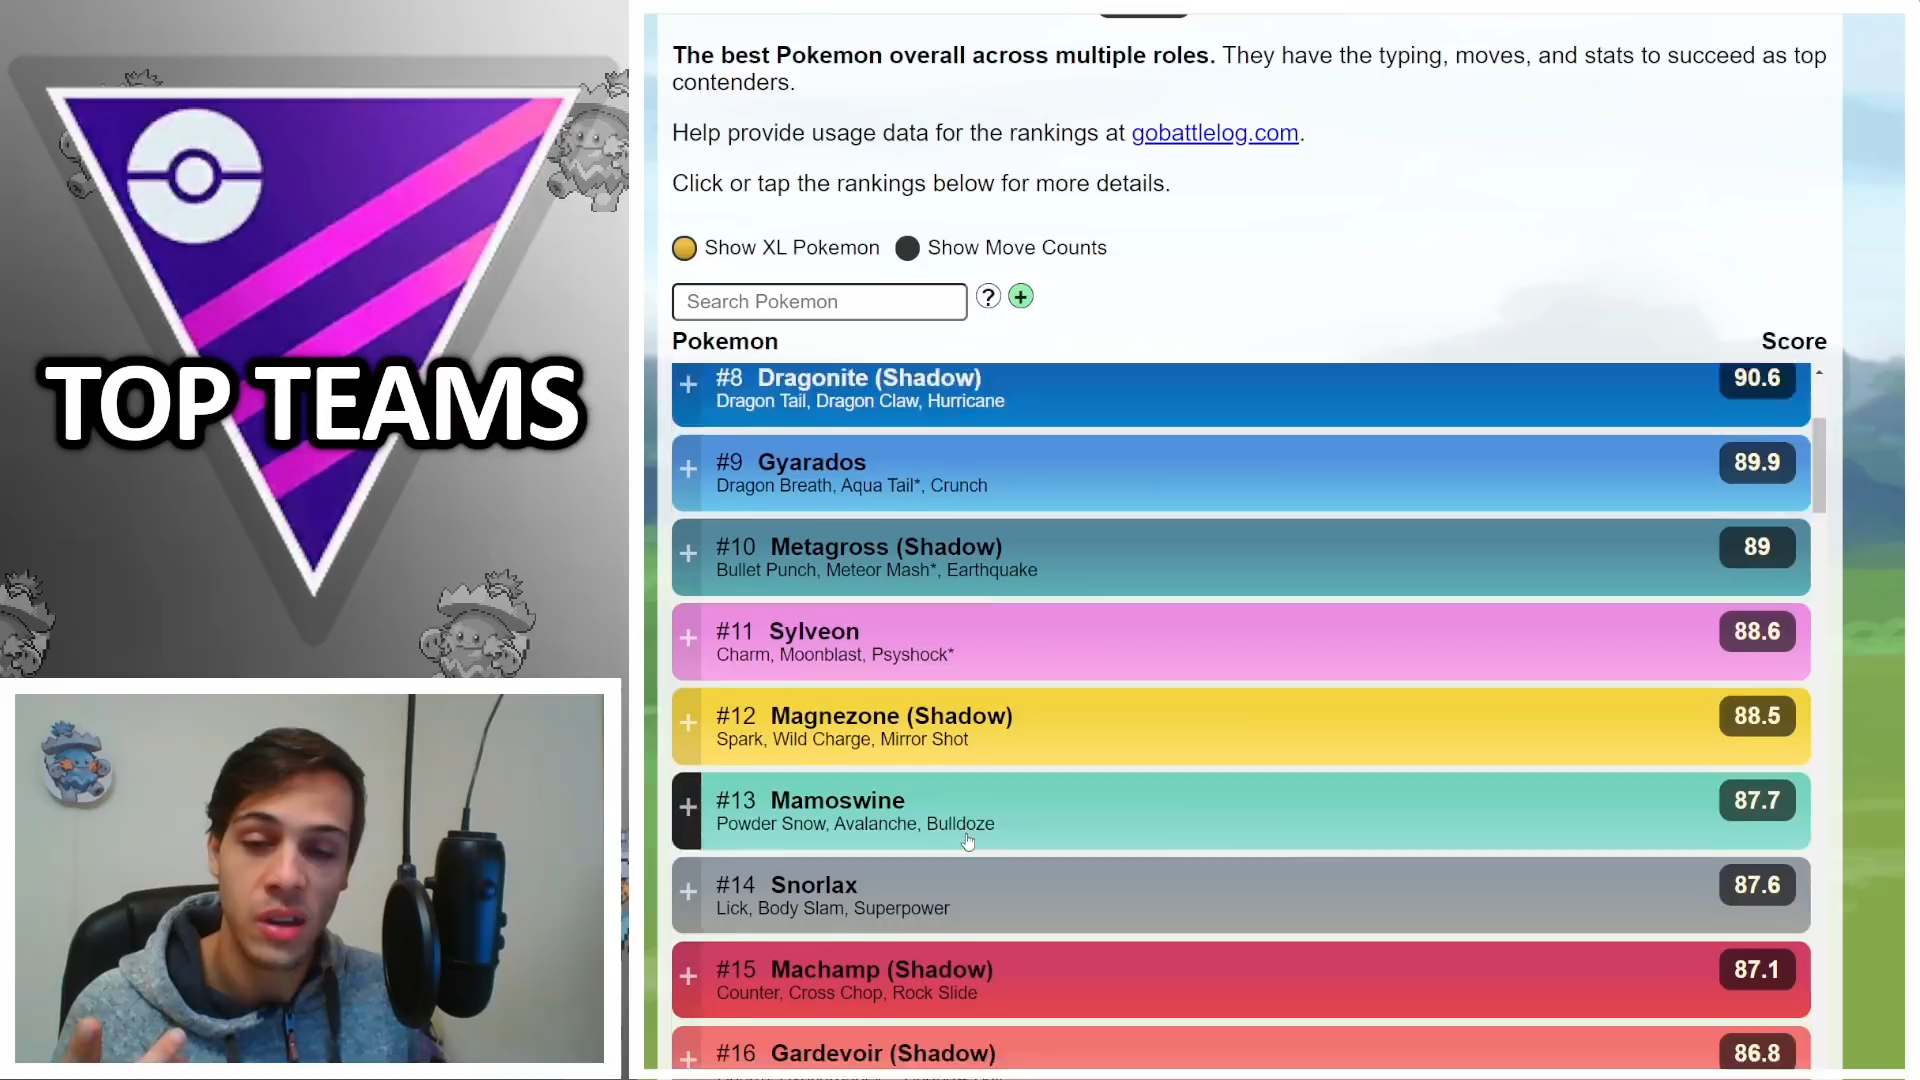 TOP TEAMS
The best Pokemon overall across multiple roles. They have the typing, moves, and stats to succeed as top
contenders.
Help provide usage data for the rankings at gobattlelog.com.
Click or tap the rankings below for more details.
Show XL Pokemon Show Move Counts
Search Pokemon ? +
Pokemon Score
+ #8 Dragonite (Shadow) 90.6
Dragon Tail, Dragon Claw, Hurricane
+ #9 Gyarados 89.9
Dragon Breath, Aqua Tail*, Crunch
+ #10 Metagross (Shadow) 89
Bullet Punch, Meteor Mash*, Earthquake
+ #11 Sylveon 88.6
Charm, Moonblast, Psyshock*
+ #12 Magnezone (Shadow) 88.5
Spark, Wild Charge, Mirror Shot
+ #13 Mamoswine 87.7
Powder Snow, Avalanche, Bulldoze
+ #14 Snorlax 87.6
Lick, Body Slam, Superpower
+ #15 Machamp (Shadow) 87.1
Counter, Cross Chop, Rock Slide
+ #16 Gardevoir (Shadow) 86.8